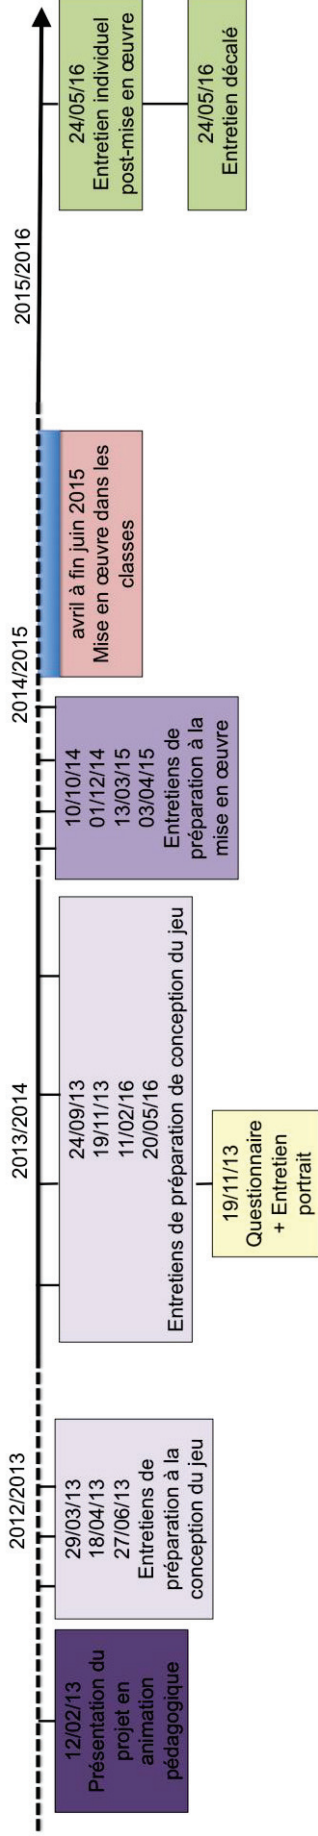 2012/2013
2013/2014
2014/2015
2015/2016
12/02/13
Présentation du
projet en
animation
pédagogique
29/03/13
18/04/13
27/06/13
Entretiens de
préparation à la
conception du jeu
24/09/13
19/11/13
11/02/16
20/05/16
Entretiens de préparation de conception du jeu
19/11/13
Questionnaire
+ Entretien
portrait
10/10/14
01/12/14
13/03/15
03/04/15
Entretiens de
préparation à la
mise en œuvre
avril à fin juin 2015
Mise en œuvre dans les
classes
24/05/16
Entretien individuel
post-mise en œuvre
24/05/16
Entretien décalé